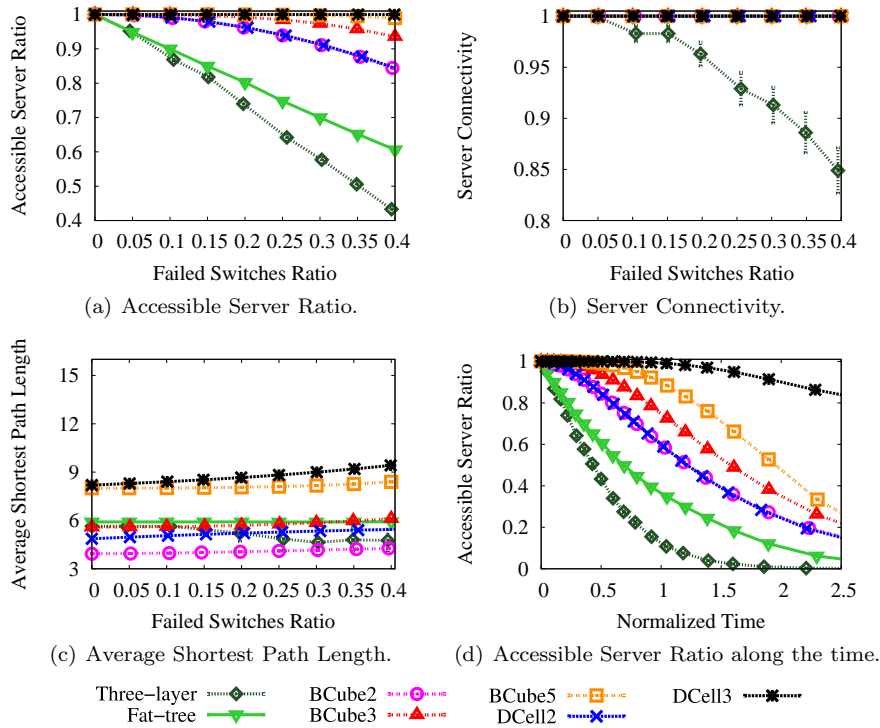 1
0.9
0.8
0.7
0.6
0.5
0.4
Accessible Server Ratio
0 0.05 0.1 0.15 0.2 0.25 0.3 0.35 0.4
Failed Switches Ratio
(a) Accessible Server Ratio.
1
0.95
0.9
0.85
0.8
Server Connectivity
0 0.05 0.1 0.15 0.2 0.25 0.3 0.35 0.4
Failed Switches Ratio
(b) Server Connectivity.
15
12
9
6
3
Average Shortest Path Length
0 0.05 0.1 0.15 0.2 0.25 0.3 0.35 0.4
Failed Switches Ratio
(c) Average Shortest Path Length.
1
0.8
0.6
0.4
0.2
0
Accessible Server Ratio
0 0.5 1 1.5 2 2.5
Normalized Time
(d) Accessible Server Ratio along the time.
Three-layer
Fat-tree
BCube2
BCube3
BCube5
DCell2
DCell3